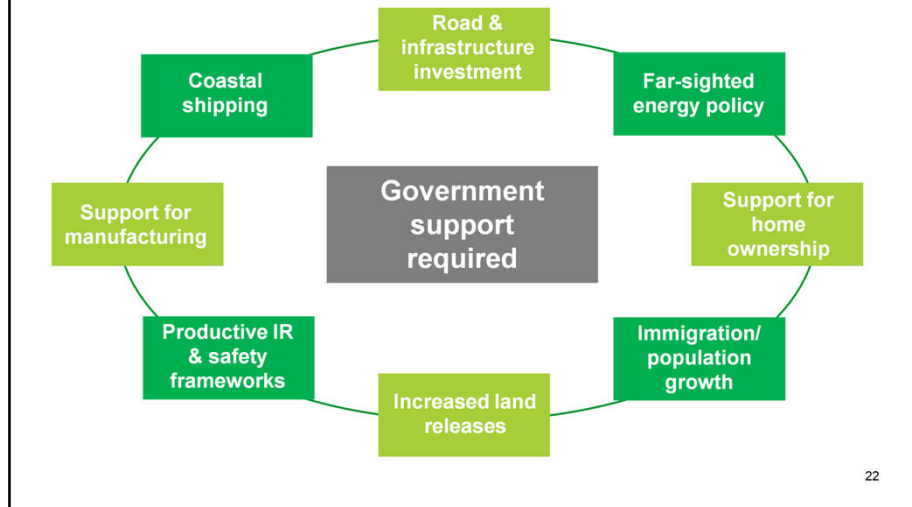 Road &
infrastructure
investment
Coastal
shipping
Far-sighted
energy policy
Support for
manufacturing
Government
support
required
Support for
home
ownership
Productive IR
& safety
frameworks
Immigration/
population
growth
Increased land
releases
22